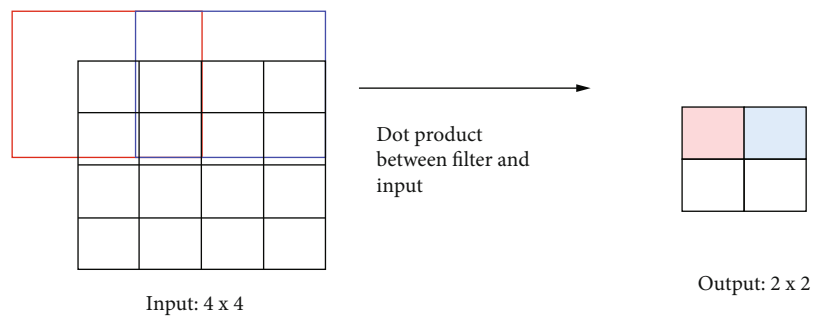 Dot product
between filter and
input
Input: 4 x 4
Output: 2 x 2